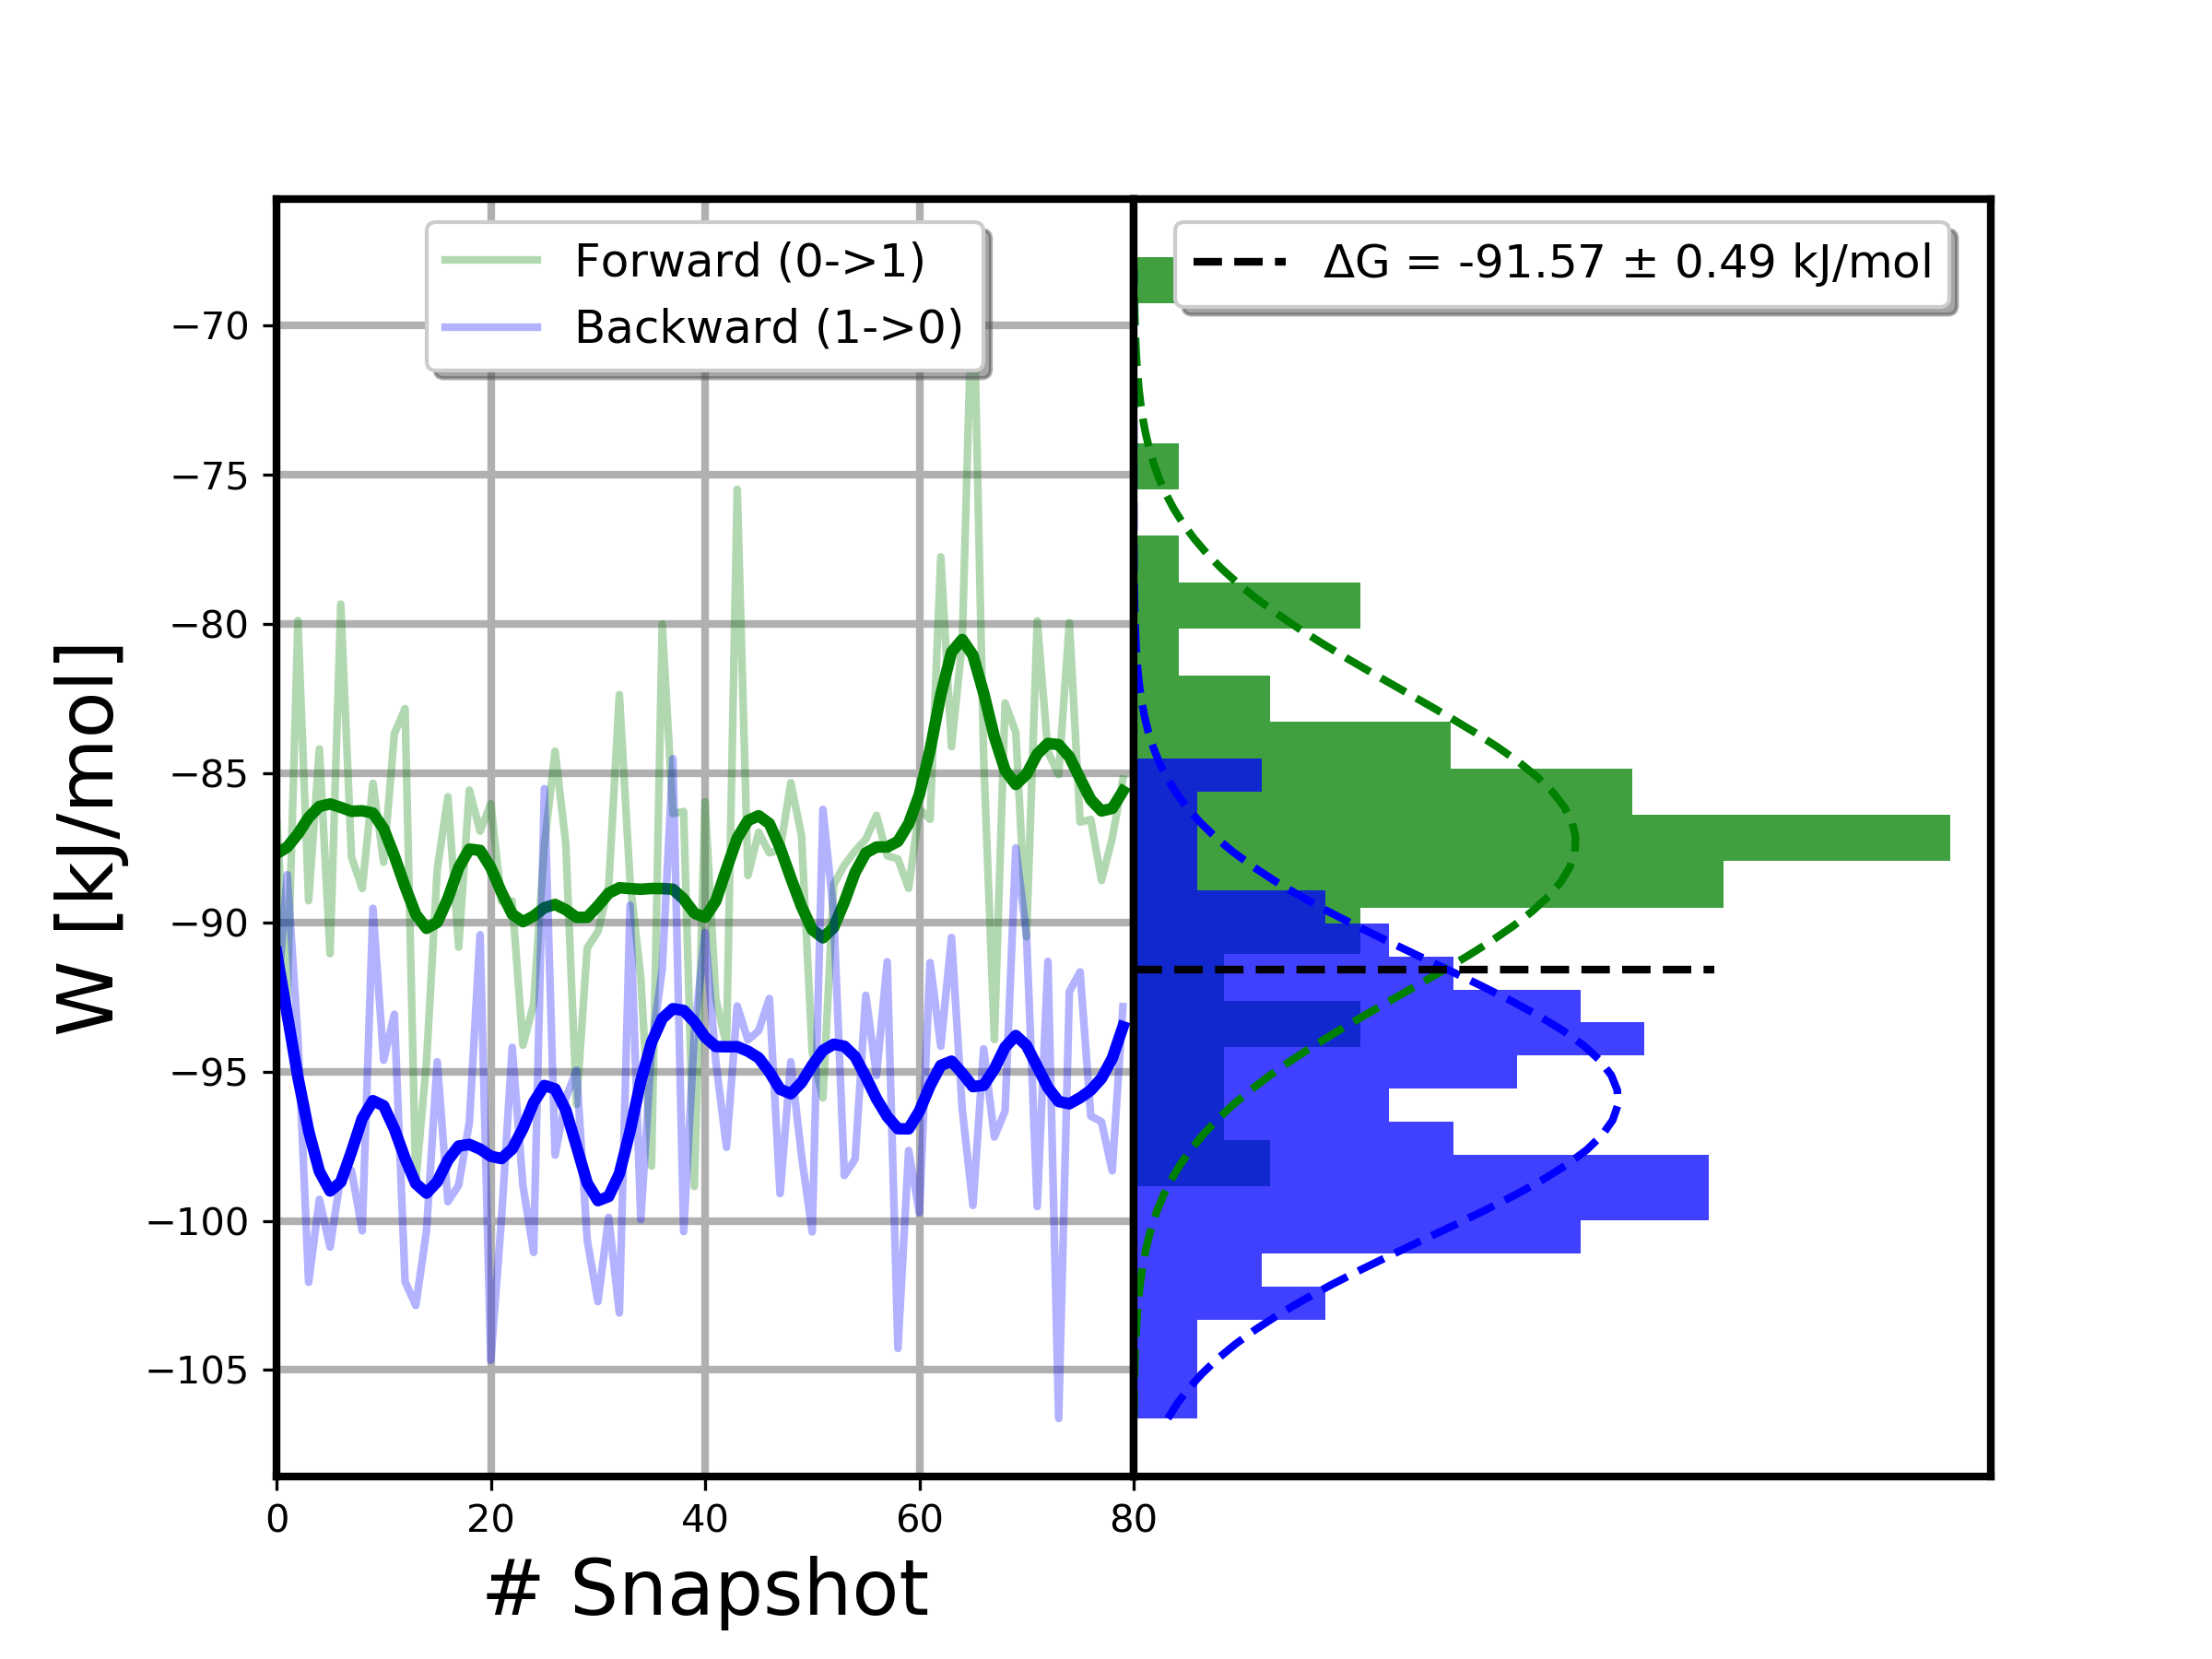 Forward (0->1)
Backward (1->0)
ΔG = -91.57 ± 0.49 kJ/mol
W [kJ/mol]
−70
−75
−80
−85
−90
−95
−100
−105
0 20 40 60 80
# Snapshot